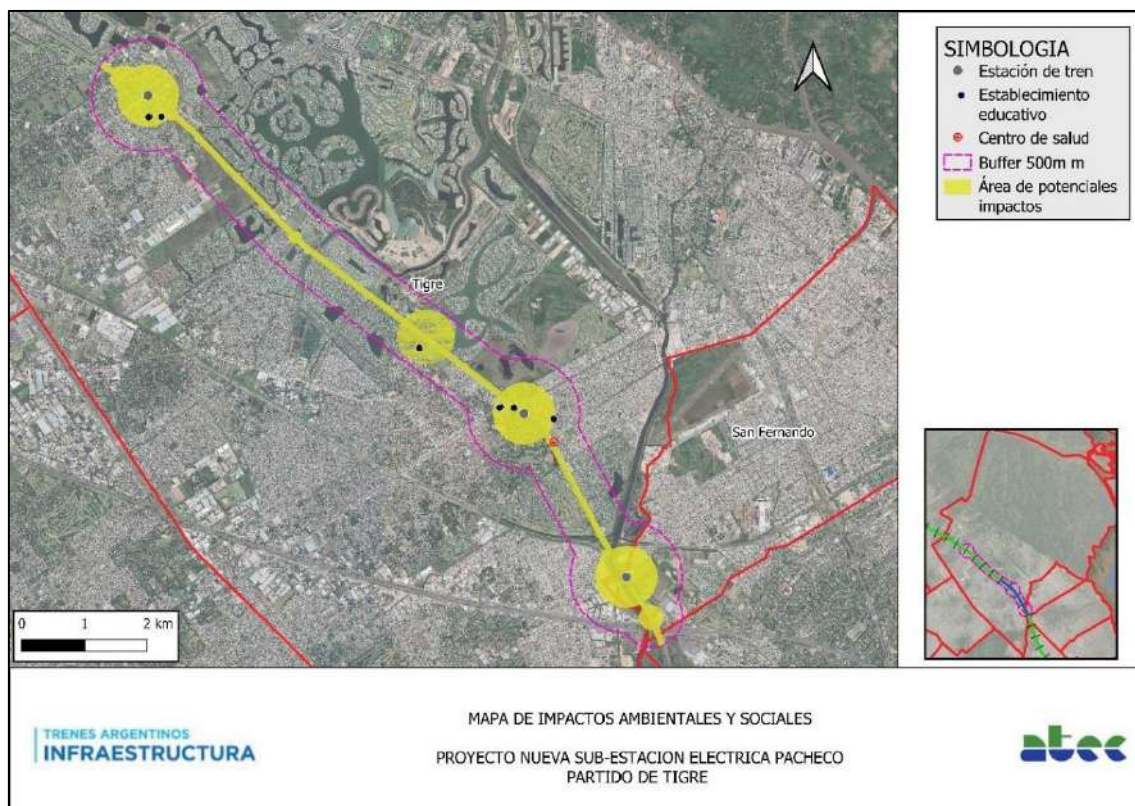 SIMBOLOGIA
Estación de tren
Establecimiento
educativo
Centro de salud
Buffer 500m m
Área de potenciales
impactos
Tigre
San Fernando
0 1 2 km
TRENES ARGENTINOS
INFRAESTRUCTURA
MAPA DE IMPACTOS AMBIENTALES Y SOCIALES
PROYECTO NUEVA SUB-ESTACION ELECTRICA PACHECO
PARTIDO DE TIGRE
atec